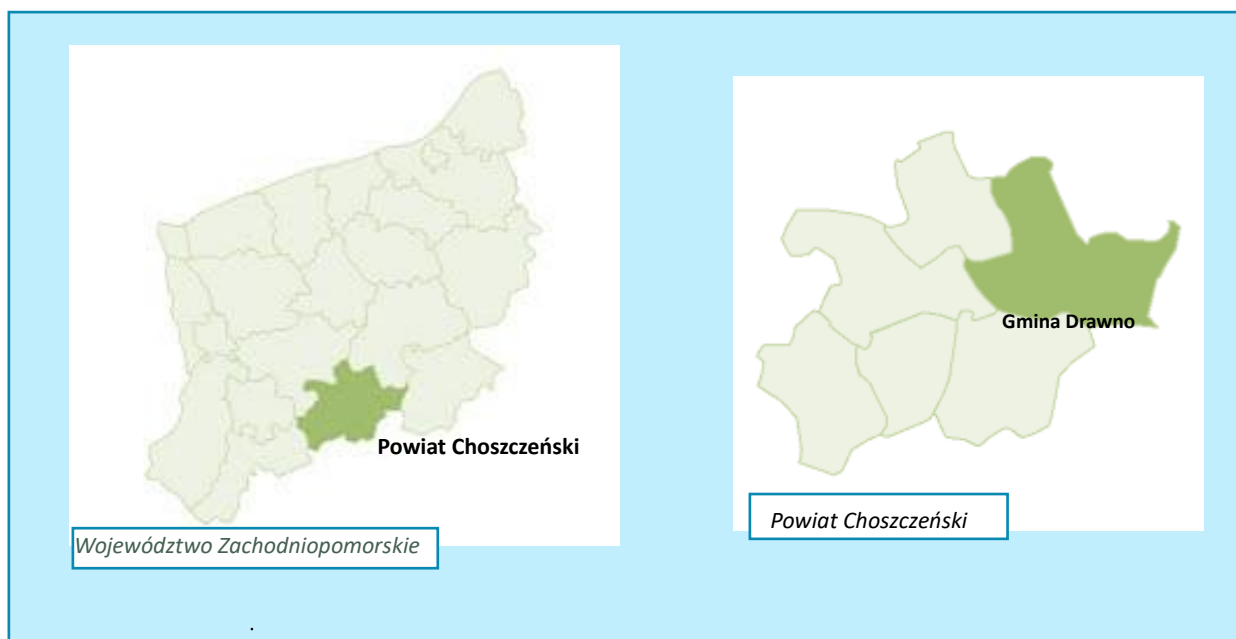 Powiat Choszczeński
Województwo Zachodniopomorskie
Gmina Drawno
Powiat Choszczeński
.